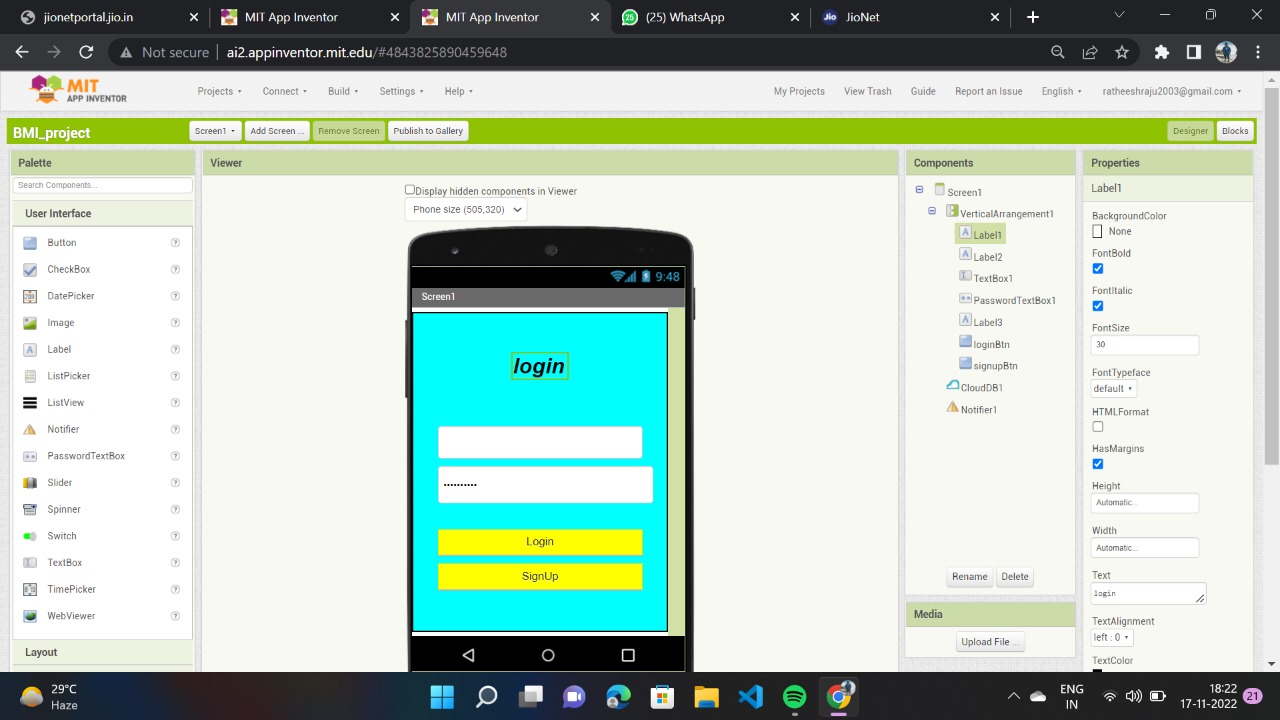 jionetportal.jio.in
MIT App Inventor
MIT App Inventor
25
(25) WhatsApp
Jio
JioNet
Not secure
ai2.appinventor.mit.edu/#4843825890459648
MIT
APP INVENTOR
Projects
Connect
Build
Settings
Help
My Projects
View Trash
Guide
Report an Issue
English
ratheeshraju2003@gmail.com
BMI_project
Screen1
Add Screen ...
Remove Screen
Publish to Gallery
Designer
Blocks
Palette
Search Components...
User Interface
Button
CheckBox
DatePicker
Image
Label
ListPicker
ListView
Notifier
PasswordTextBox
Slider
Spinner
Switch
TextBox
TimePicker
WebViewer
Layout
Viewer
Display hidden components in Viewer
Phone size (505,320)
9:48
Screen1
login
Login
SignUp
Components
Screen1
VerticalArrangement1
Label1
Label2
TextBox1
PasswordTextBox1
Label3
loginBtn
signupBtn
CloudDB1
Notifier1
Rename
Delete
Media
Upload File ...
Properties
Label1
BackgroundColor
None
FontBold
FontItalic
FontSize
30
FontTypeface
default
HTMLFormat
HasMargins
Height
Automatic...
Width
Automatic...
Text
login
TextAlignment
left : 0
TextColor
29°C
Haze
ENG
IN
18:22
17-11-2022
21